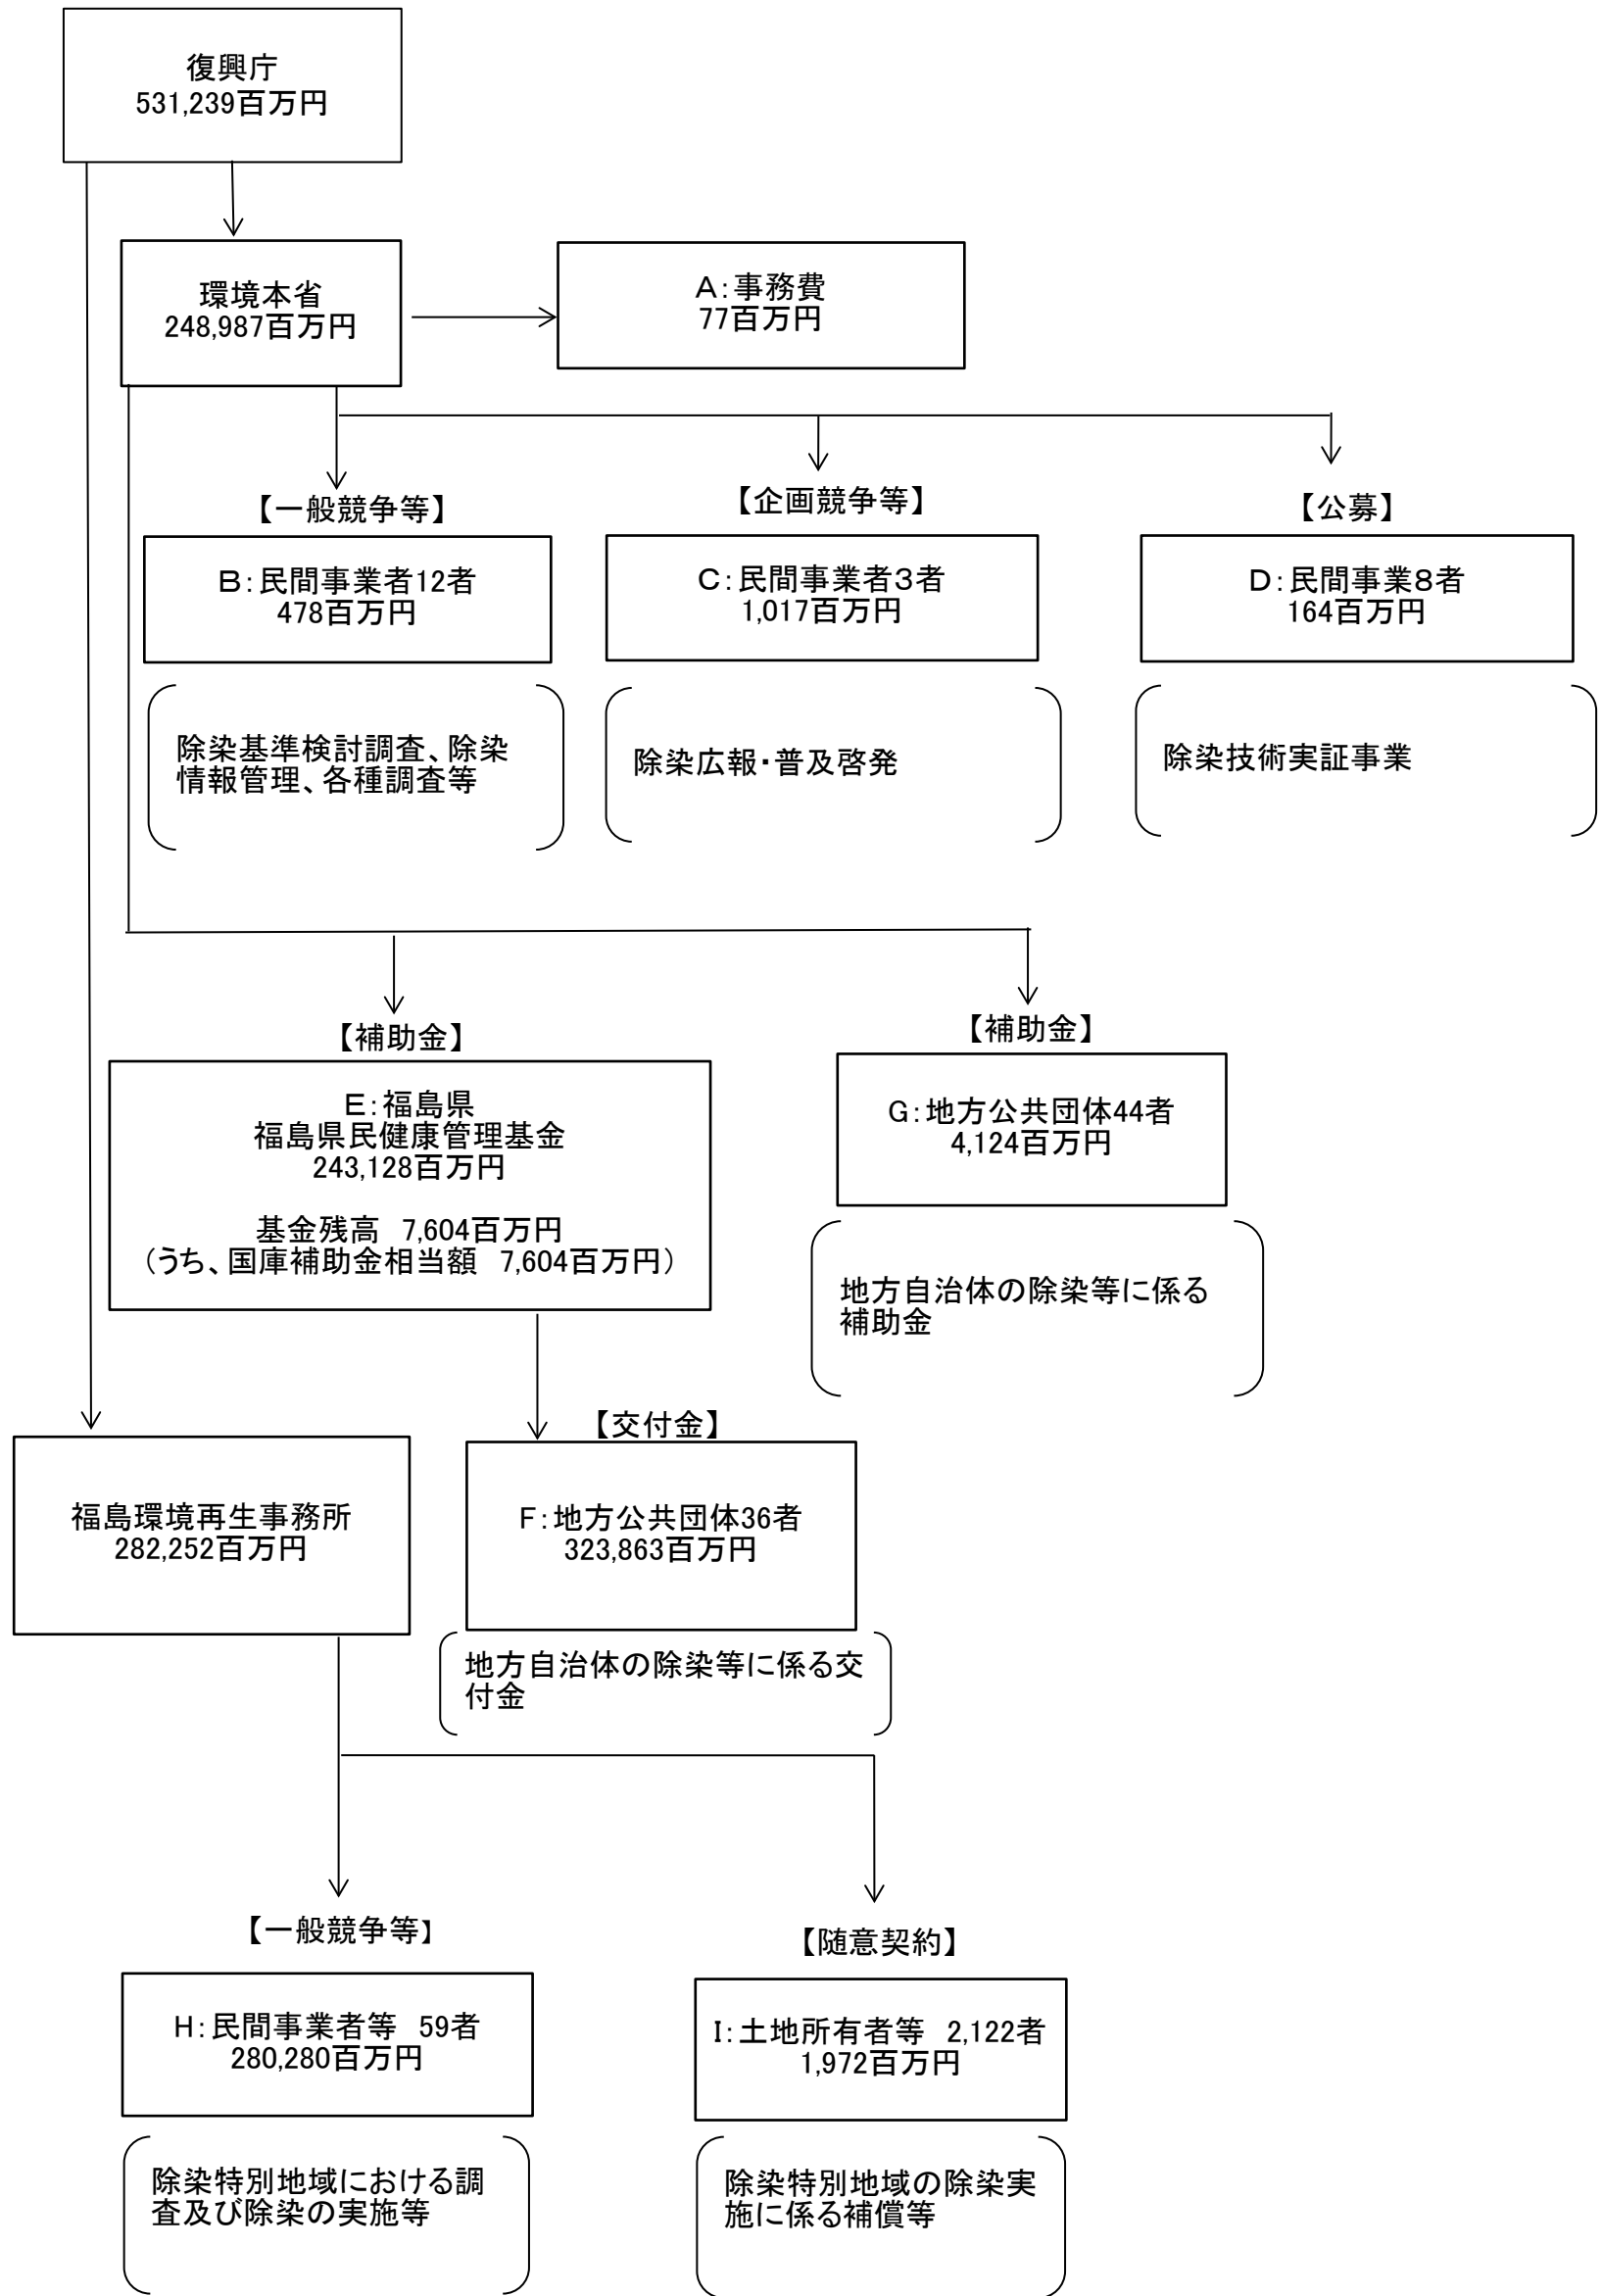 復興庁
531,239百万円
環境本省
248,987百万円
A:事務費
77百万円
【一般競争等】
B:民間事業者12者
478百万円
除染基準検討調査、除染
情報管理、各種調査等
【企画競争等】
C:民間事業者3者
1,017百万円
除染広報・普及啓発
【公募】
D:民間事業8者
164百万円
除染技術実証事業
【補助金】
E:福島県
福島県民健康管理基金
243,128百万円
基金残高 7,604百万円
(うち、国庫補助金相当額 7,604百万円)
【補助金】
G:地方公共団体44者
4,124百万円
地方自治体の除染等に係る
補助金
福島環境再生事務所
282,252百万円
【交付金】
F:地方公共団体36者
323,863百万円
地方自治体の除染等に係る交
付金
【一般競争等】
H:民間事業者等 59者
280,280百万円
除染特別地域における調
査及び除染の実施等
【随意契約】
I:土地所有者等 2,122者
1,972百万円
除染特別地域の除染実
施に係る補償等